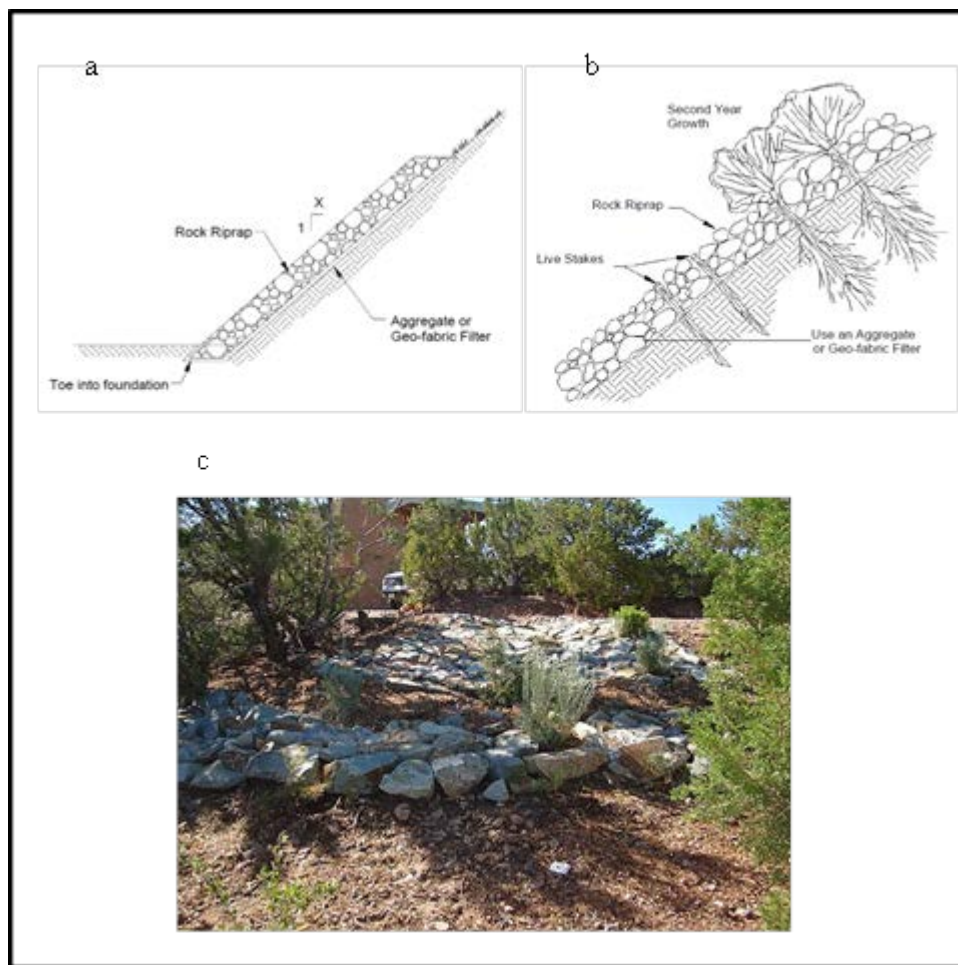 a
X
1
Rock Riprap
Aggregate or
Geo-fabric Filter
Toe into foundation
b
Second Year
Growth
Rock Riprap
Live Stakes
Use an Aggregate
or Geo-fabric Filter
c